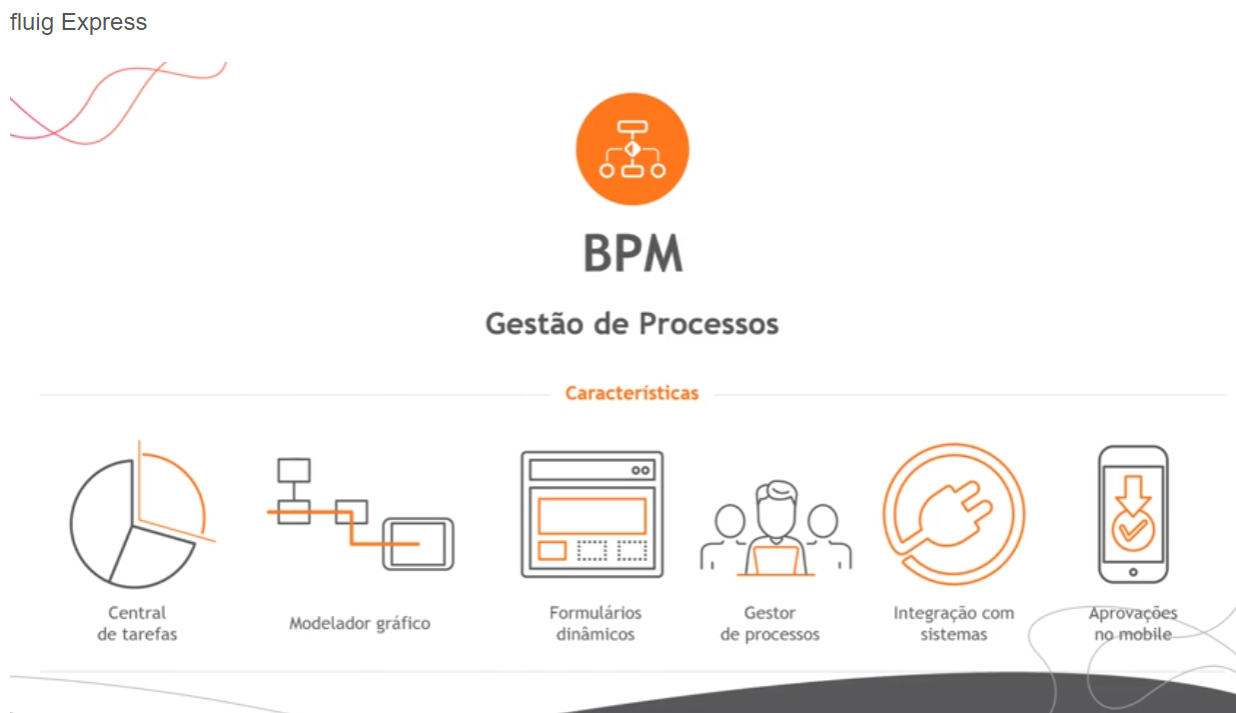 fluig Express
BPM
Gestão de Processos
Características
Central
de tarefas
Modelador gráfico
Formulários
dinâmicos
Gestor
de processos
Integração com
sistemas
Aprovações
no mobile